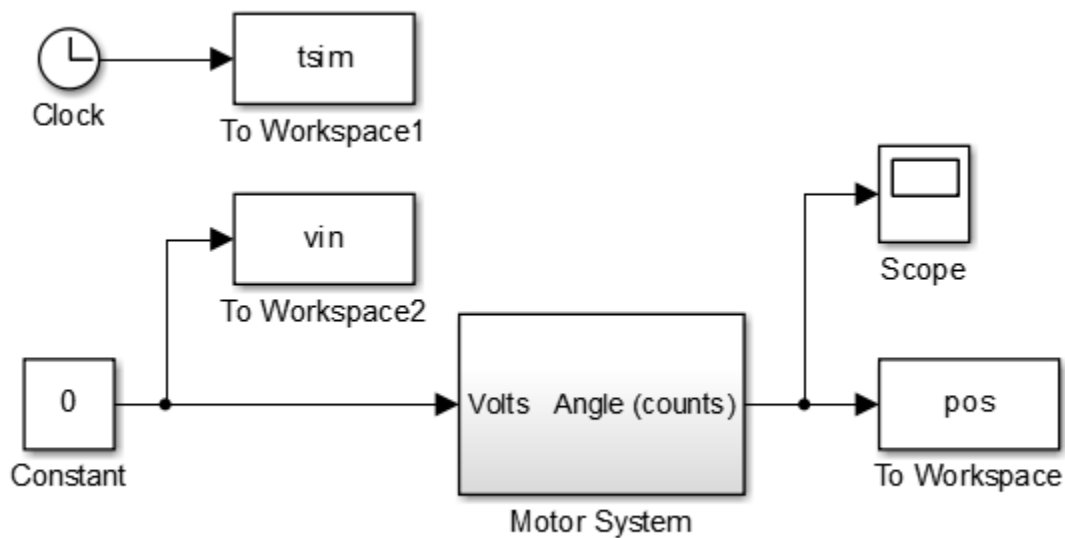 tsim
Clock
To Workspace1
vin
To Workspace2
Scope
0
Constant
Volts Angle (counts)
Motor System
pos
To Workspace